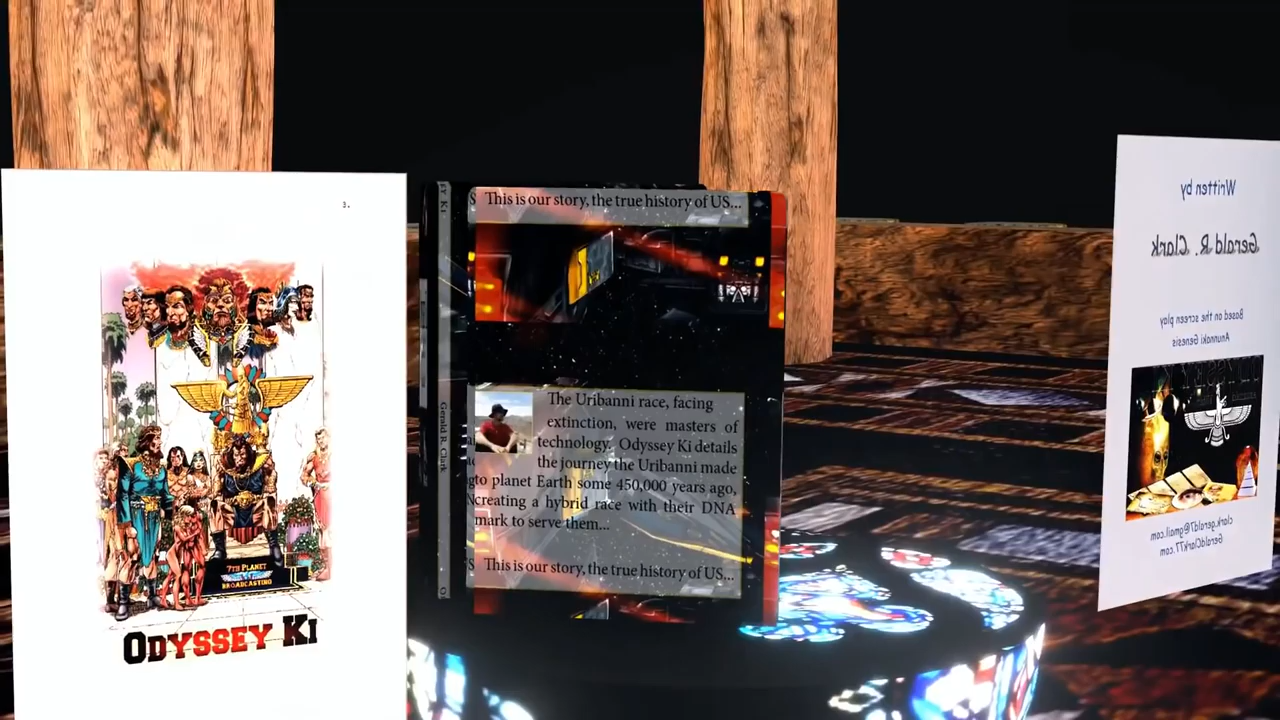 3.
7TH PLANET
BROADCASTING
ODYSSEY KI
KI
Gerald R. Clark
S This is our story, the true history of US...
The Uribanni race, facing
extinction, were masters of
technology. Odyssey Ki details
the journey the Uribanni made
to planet Earth some 450,000 years ago,
creating a hybrid race with their DNA
mark to serve them...
S This is our story, the true history of US...
Written by
Gerald R. Clark
Based on the screen play
Anunnaki Genesis
clark.gerald7@gmail.com
GeraldClark77.com